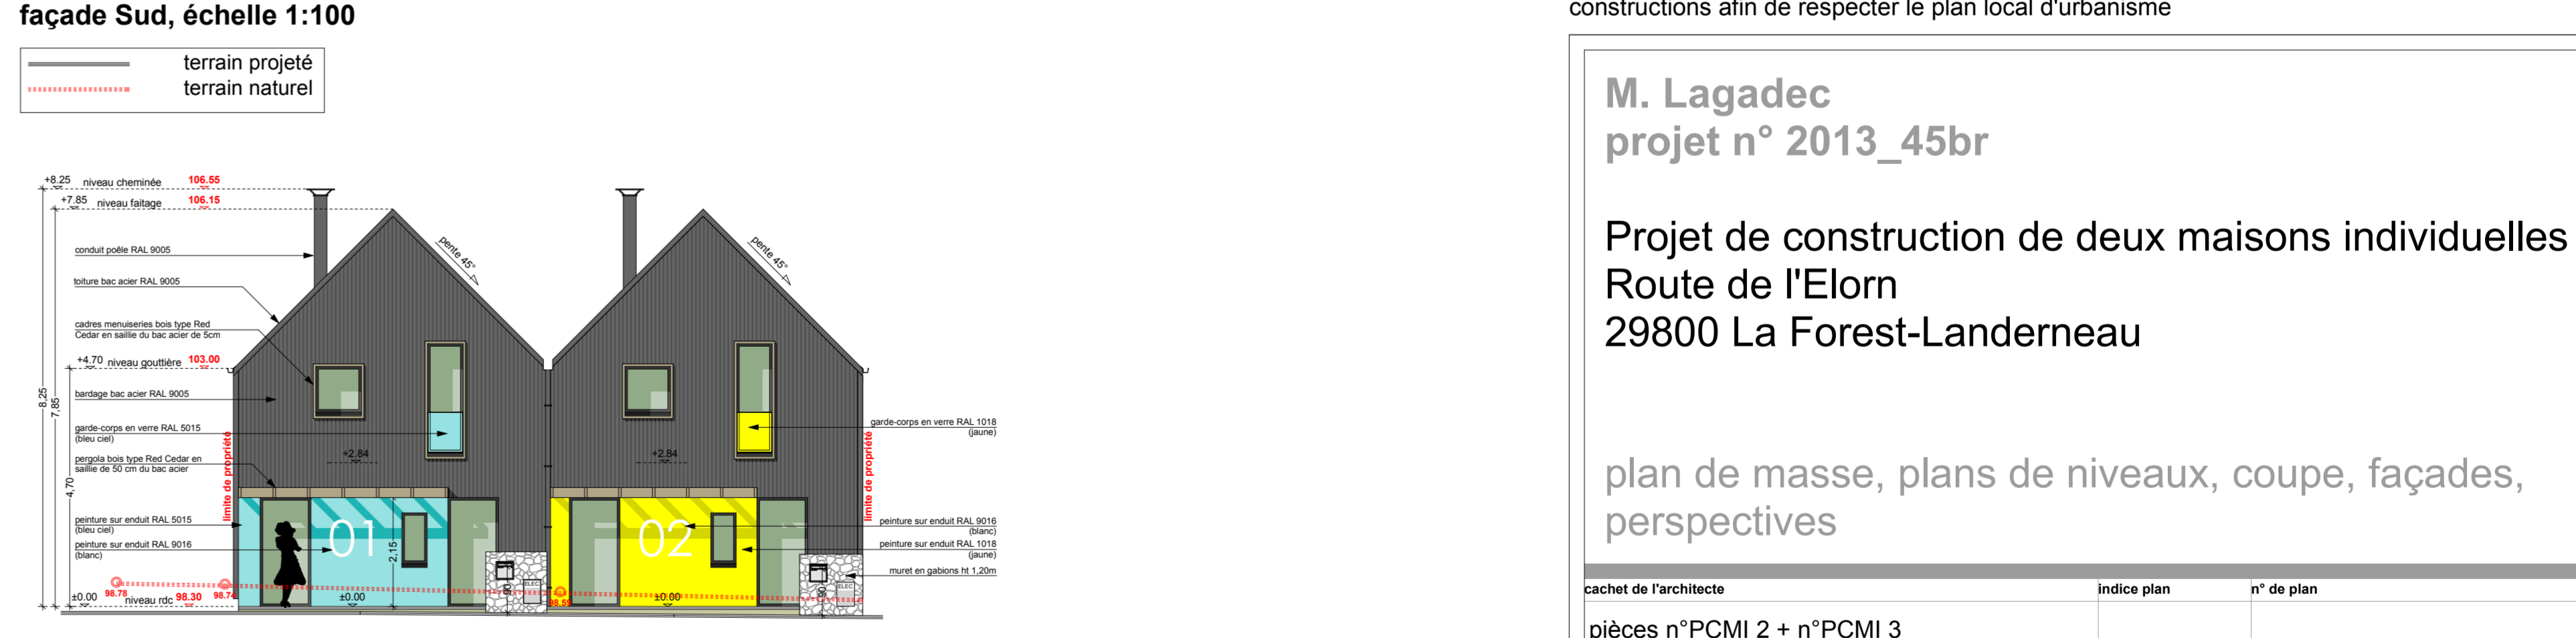 façade Sud, échelle 1:100
terrain projeté
terrain naturel
+8.25 niveau cheminée 106.55
+7.85 niveau faitage 106.15
pente 45°
pente 45°
conduit poêle RAL 9005
toiture bac acier RAL 9005
cadres menuiseries bois type Red
Cedar en saillie du bac acier de 5cm
+4.70 niveau gouttière 103.00
8,25
7,85
4,70
bardage bac acier RAL 9005
garde-corps en verre RAL 5015
(bleu ciel)
pergola bois type Red Cedar en
saillie de 50 cm du bac acier
limite de propriété
peinture sur enduit RAL 5015
(bleu ciel)
peinture sur enduit RAL 9016
(blanc)
±0.00 98.78 niveau rdc 98.30 98.74
+2.84
+2.84
01
2,15
02
±0.00
±0.00
98.59
90
ELEC
90
ELEC
garde-corps en verre RAL 1018
(jaune)
limite de propriété
peinture sur enduit RAL 9016
(blanc)
peinture sur enduit RAL 1018
(jaune)
muret en gabions ht 1,20m
constructions afin de respecter le plan local d'urbanisme
M. Lagadec
projet n° 2013_45br
Projet de construction de deux maisons individuelles
Route de l'Elorn
29800 La Forest-Landerneau
plan de masse, plans de niveaux, coupe, façades,
perspectives
cachet de l'architecte indice plan n° de plan
pièces n°PCMI 2 + n°PCMI 3